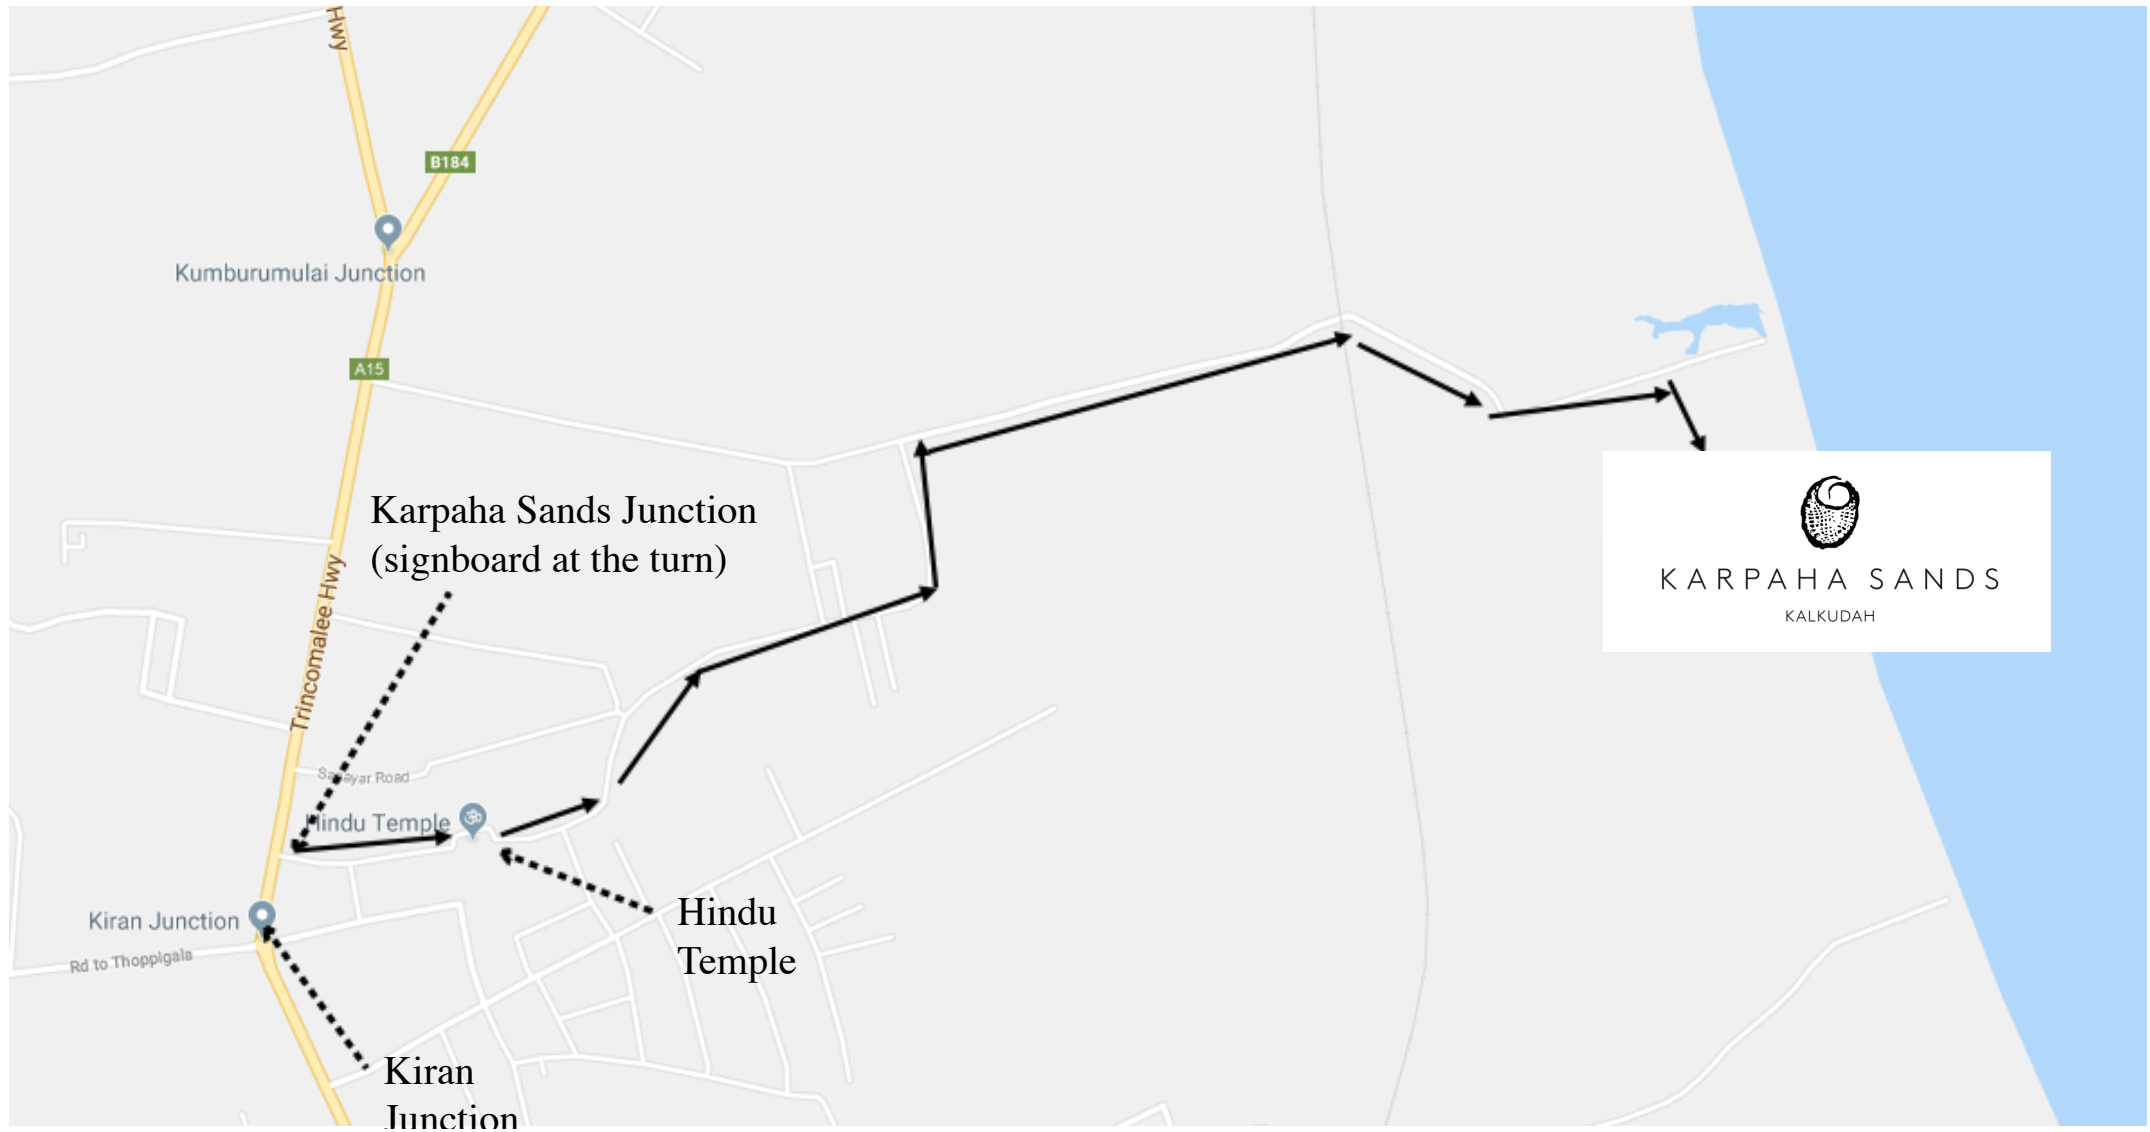 Hwy
B184
Kumburumulai Junction
A15
Karpaha Sands Junction
(signboard at the turn)
KARPAHA SANDS
KALKUDAH
Trincomalee Hwy
Road
Hindu Temple
Hindu
Temple
Kiran Junction
Rd to Thoppigala
Kiran
Junction